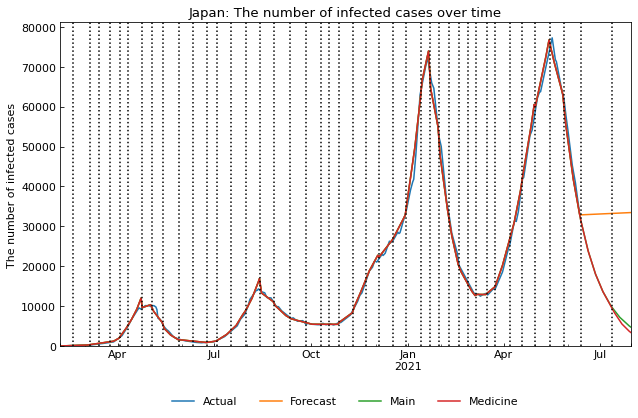 Japan: The number of infected cases over time
80000
70000
60000
50000
40000
30000
20000
10000
0
The number of infected cases
Apr Jul Oct Jan Apr Jul
2021
Actual Forecast Main Medicine